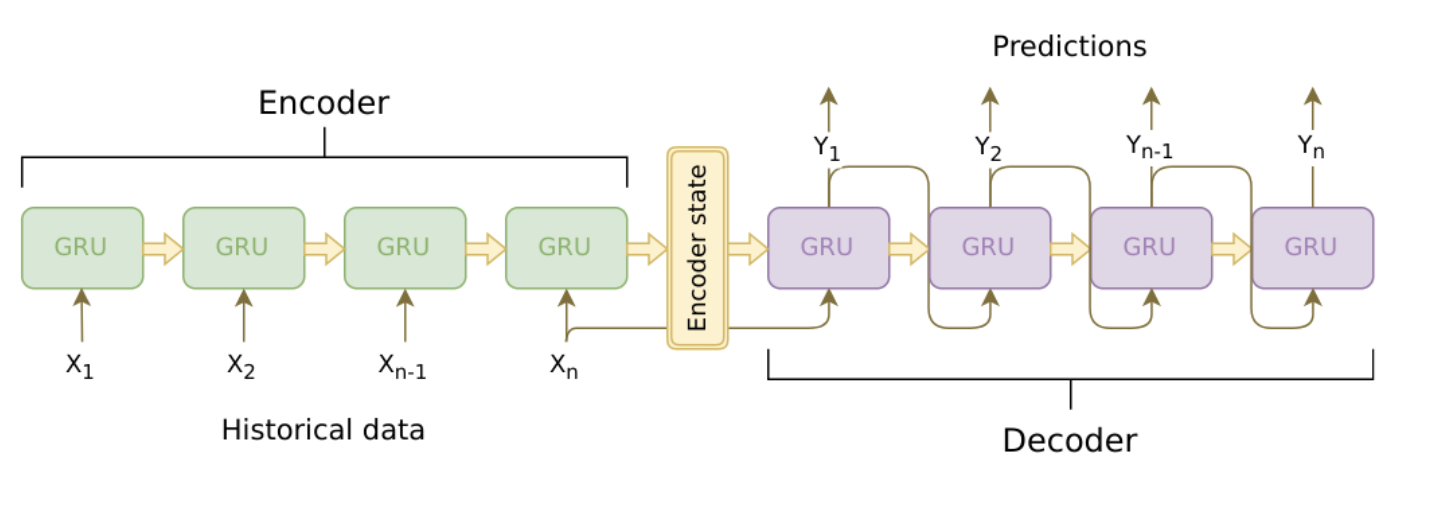 Predictions
Encoder
Y1 Y2 Yn-1 Yn
GRU GRU GRU GRU Encoder state GRU GRU GRU GRU
X1 X2 Xn-1 Xn
Historical data
Decoder